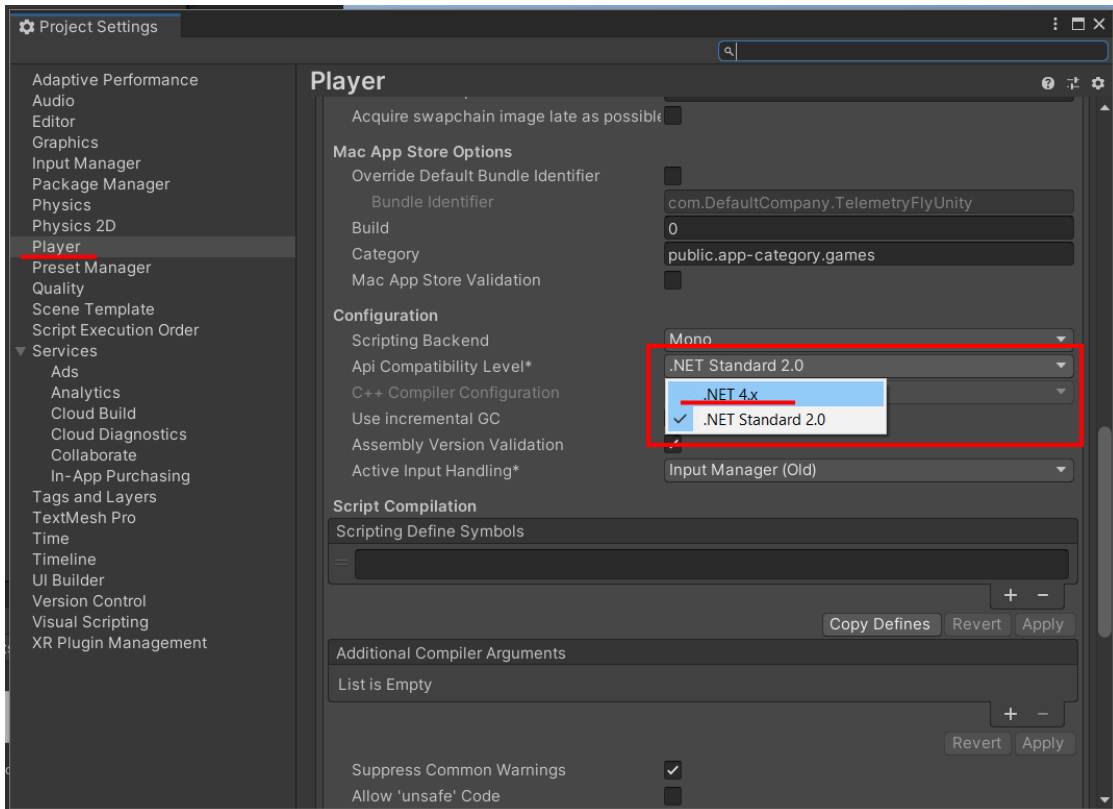 Project Settings
Adaptive Performance
Audio
Editor
Graphics
Input Manager
Package Manager
Physics
Physics 2D
Player
Preset Manager
Quality
Scene Template
Script Execution Order
Services
Ads
Analytics
Cloud Build
Cloud Diagnostics
Collaborate
In-App Purchasing
Tags and Layers
TextMesh Pro
Time
Timeline
UI Builder
Version Control
Visual Scripting
XR Plugin Management
Player
Acquire swapchain image late as possible
Mac App Store Options
Override Default Bundle Identifier
Bundle Identifier com.DefaultCompany.TelemetryFlyUnity
Build 0
Category public.app-category.games
Mac App Store Validation
Configuration
Scripting Backend Mono
Api Compatibility Level* .NET Standard 2.0
C++ Compiler Configuration .NET 4.x
Use incremental GC .NET Standard 2.0
Assembly Version Validation
Active Input Handling* Input Manager (Old)
Script Compilation
Scripting Define Symbols
Copy Defines Revert Apply
Additional Compiler Arguments
List is Empty
Revert Apply
Suppress Common Warnings
Allow 'unsafe' Code